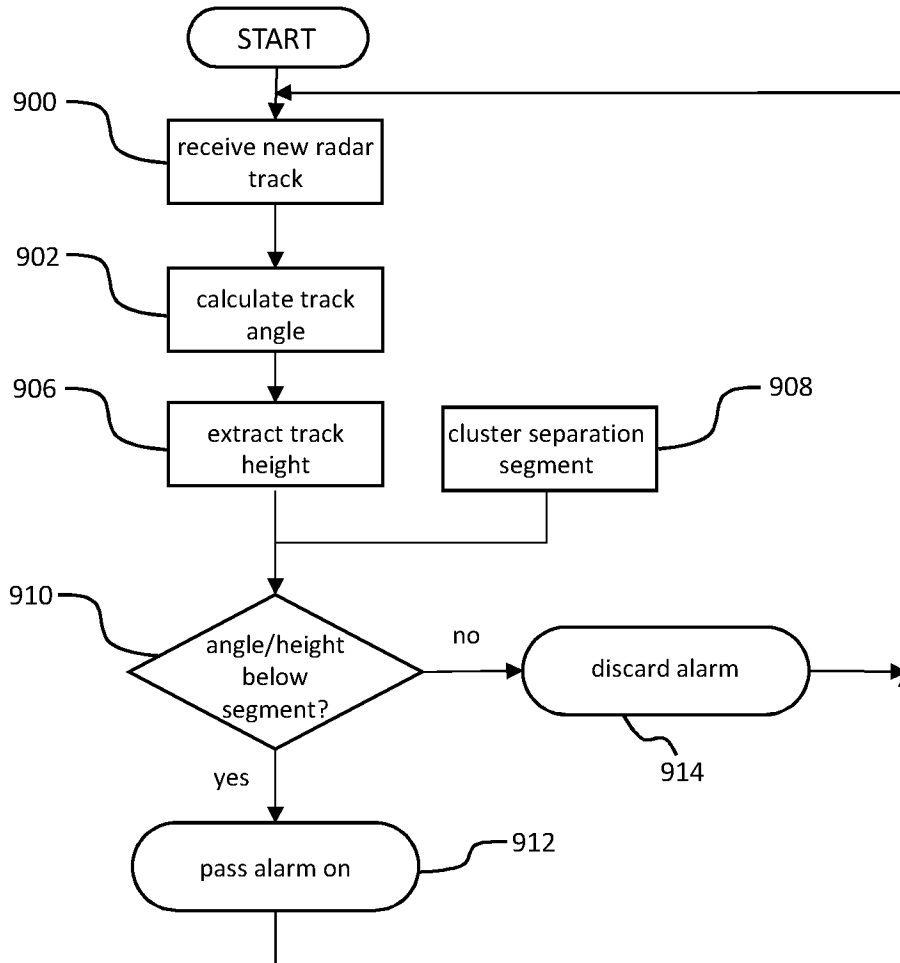 START
900
receive new radar
track
902
calculate track
angle
906
extract track
height
908
cluster separation
segment
910
angle/height
below
segment?
no
discard alarm
914
yes
pass alarm on
912